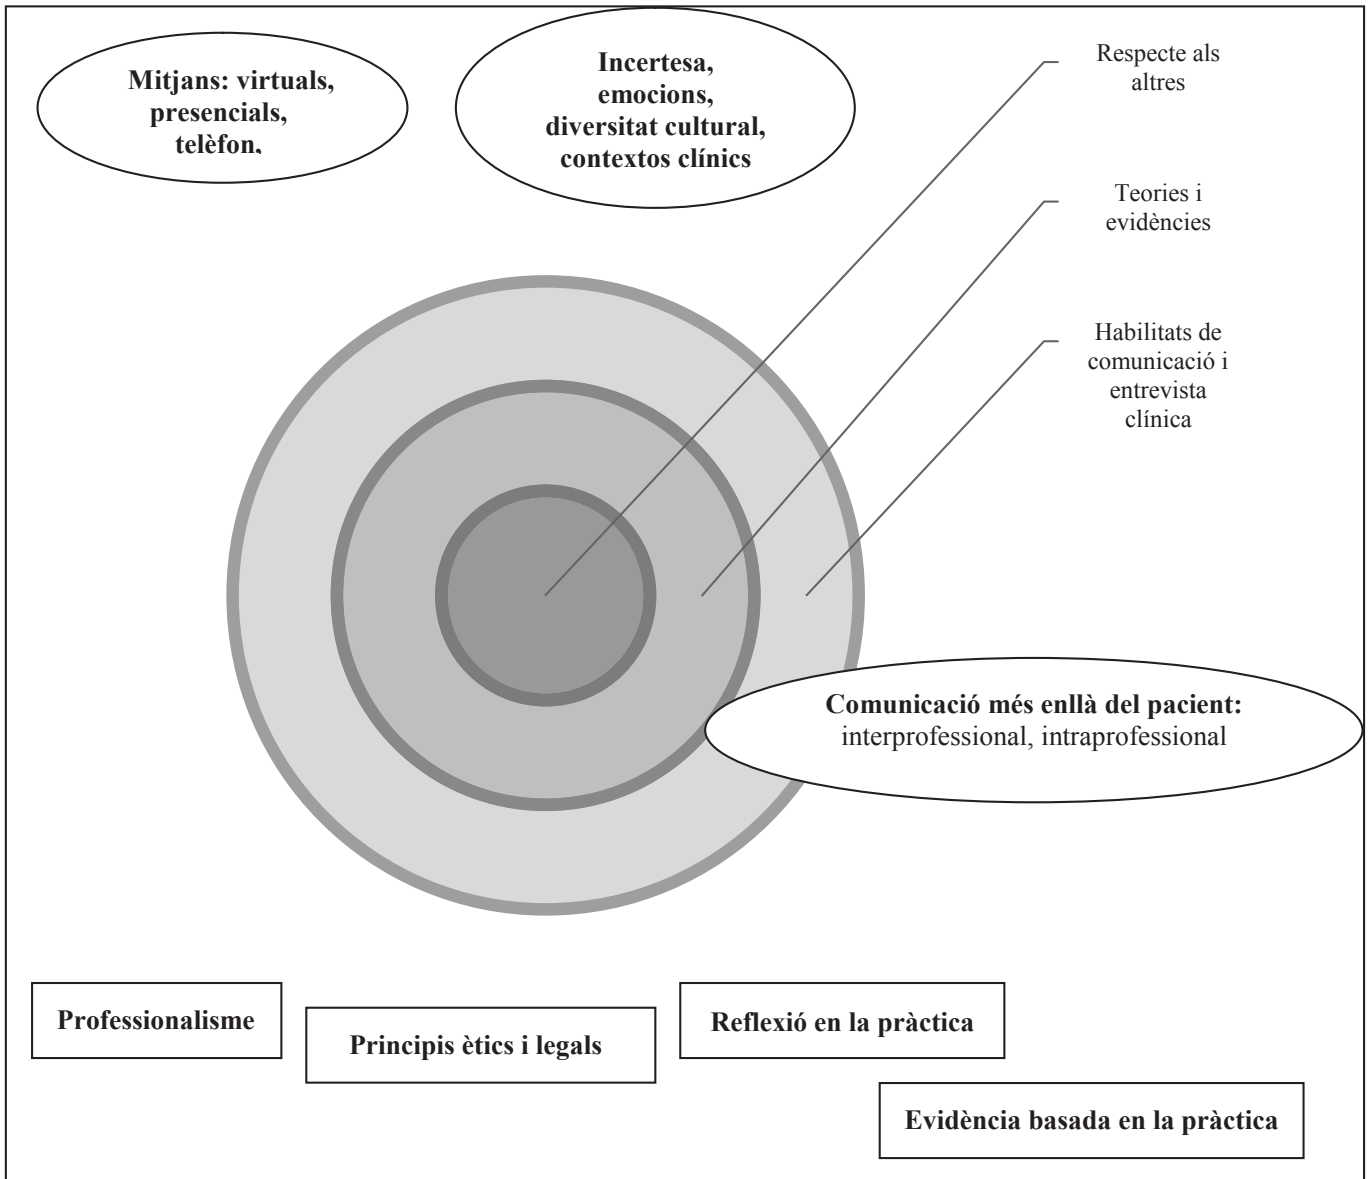 Mitjans: virtuals,
presencials,
telèfon,
Incertesa,
emocions,
diversitat cultural,
contextos clínics
Respecte als
altres
Teories i
evidències
Habilitats de
comunicació i
entrevista
clínica
Comunicació més enllà del pacient:
interprofessional, intraprofessional
Professionalisme
Principis ètics i legals
Reflexió en la pràctica
Evidència basada en la pràctica